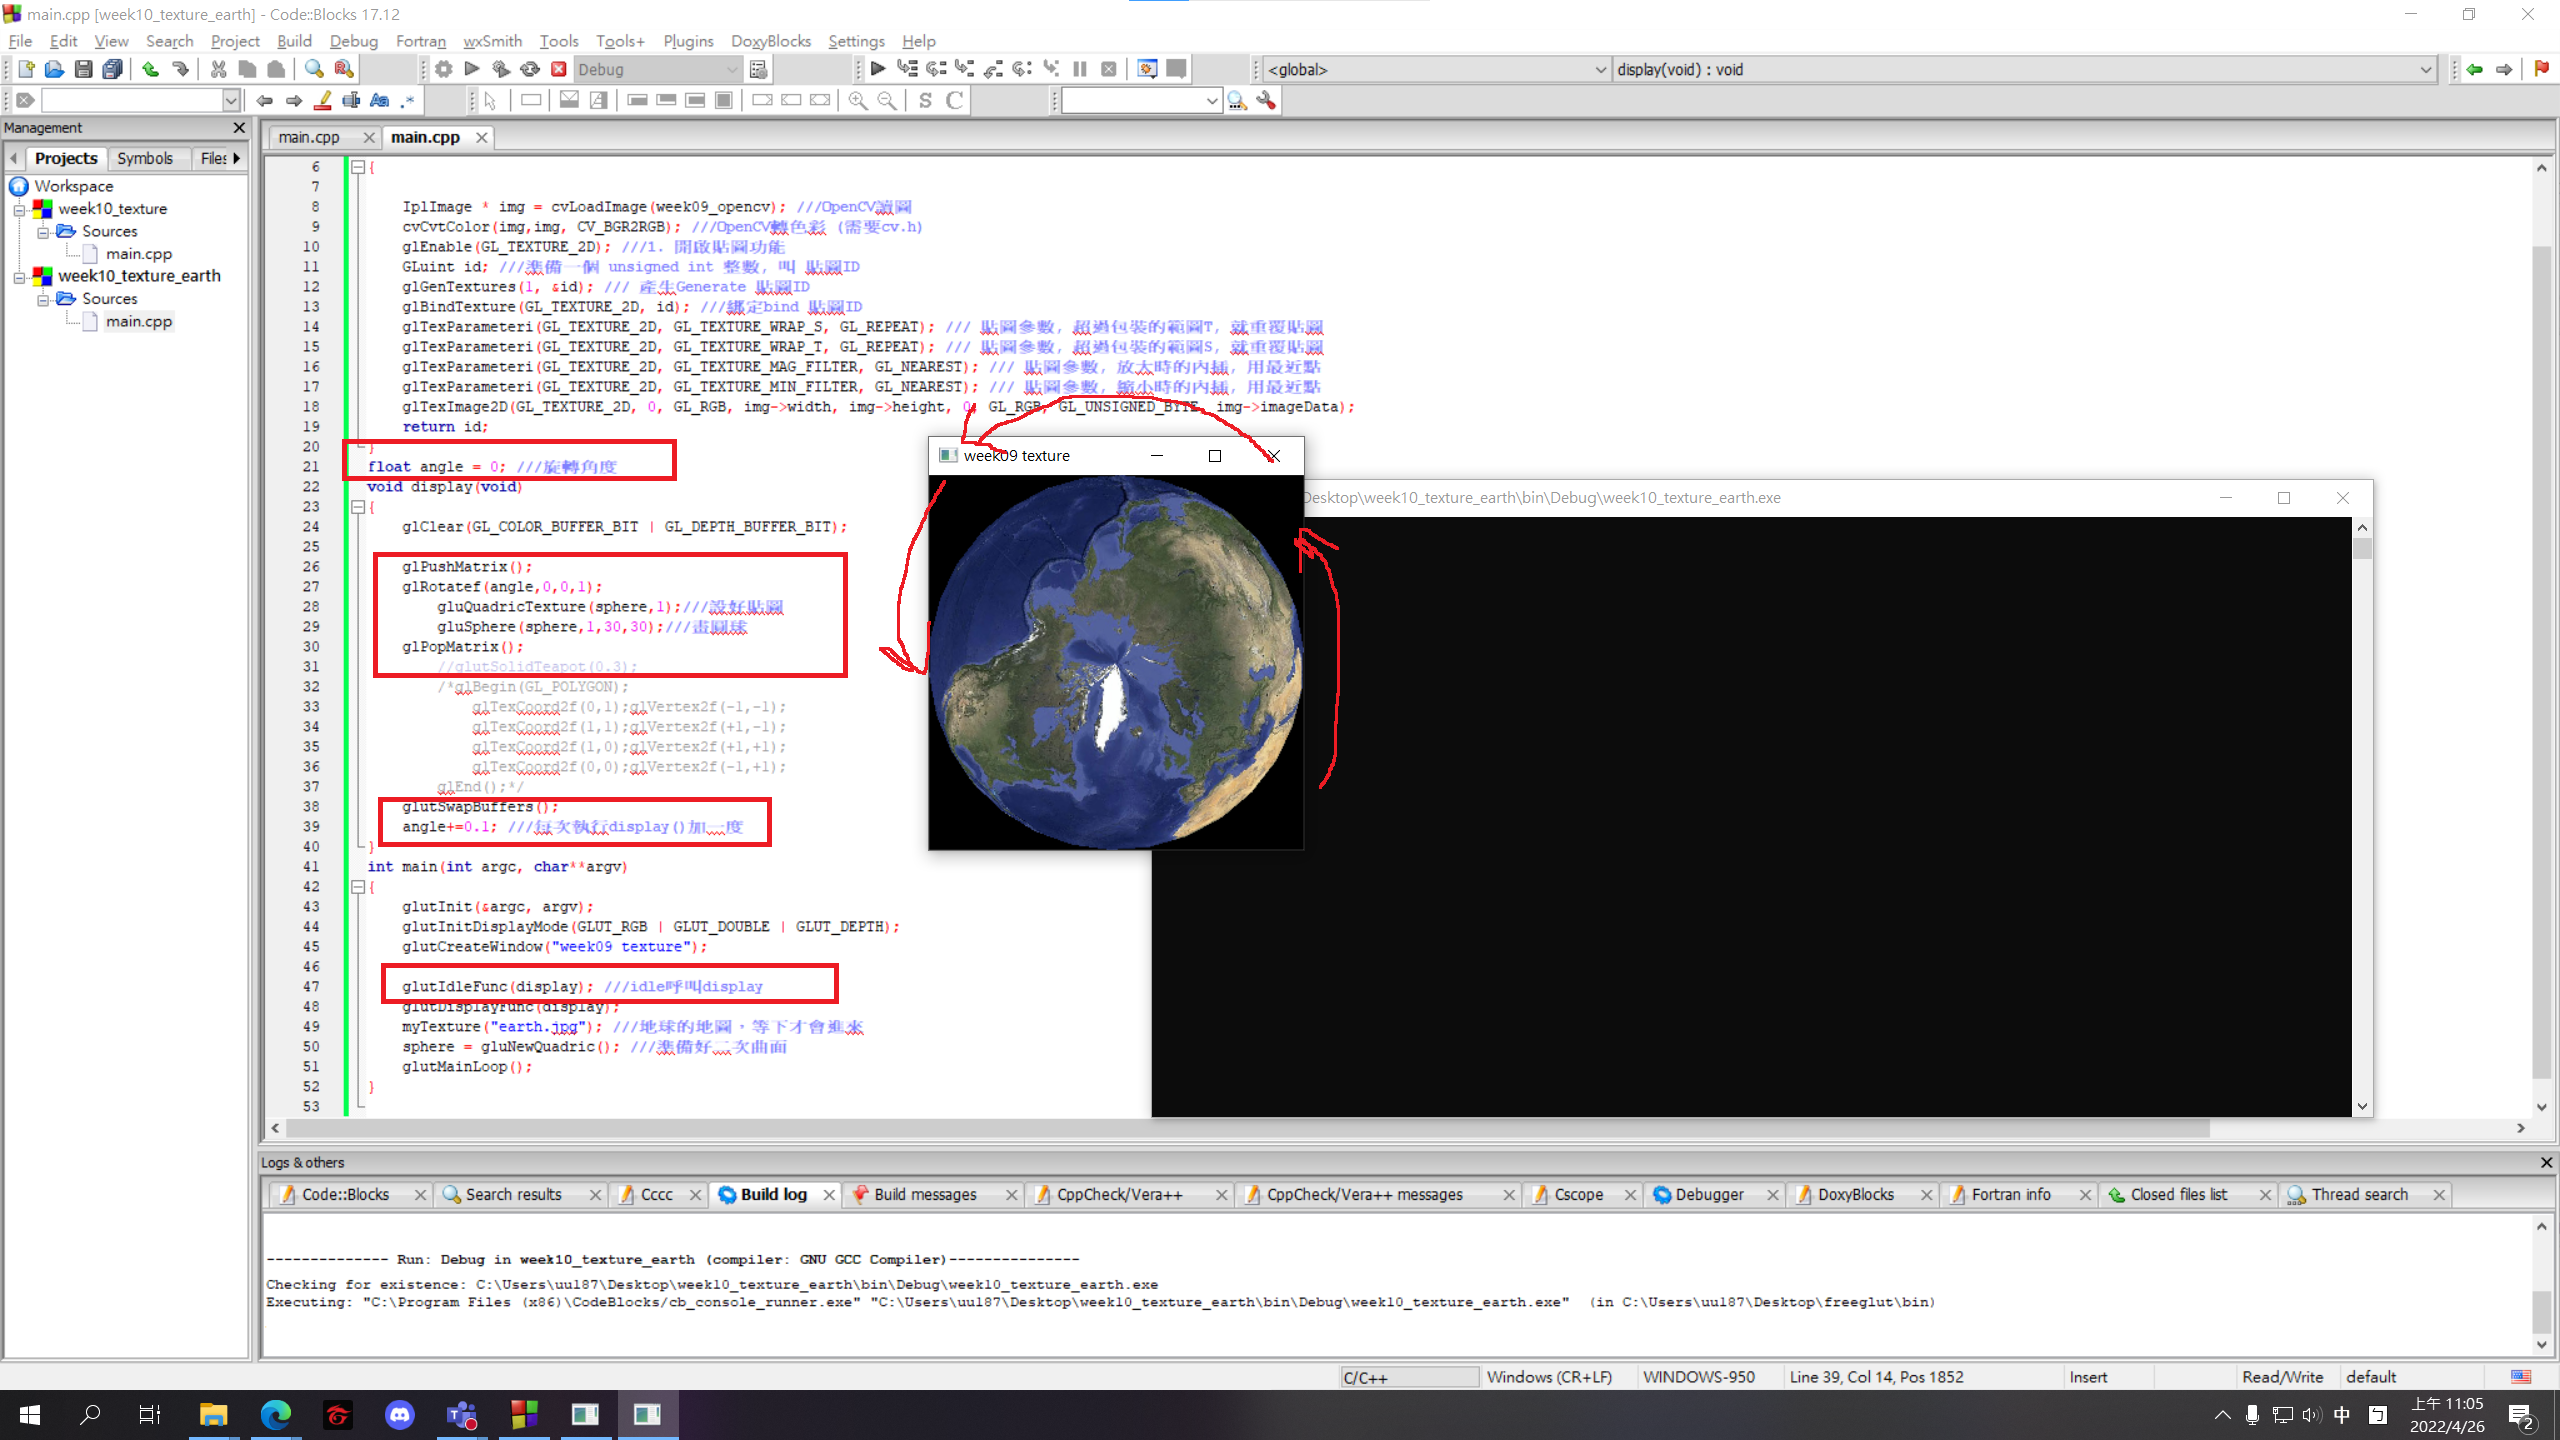 main.cpp [week10_texture_earth] - Code::Blocks 17.12
File Edit View Search Project Build Debug Fortran wxSmith Tools Tools+ Plugins DoxyBlocks Settings Help
Debug
<global>
display(void) : void
Management
Projects Symbols Files
Workspace
week10_texture
Sources
main.cpp
week10_texture_earth
Sources
main.cpp
main.cpp main.cpp
6 {
7
8 IplImage * img = cvLoadImage(week09_opencv); ///OpenCV讀圖
9 cvCvtColor(img,img, CV_BGR2RGB); ///OpenCV轉色彩 (需要cv.h)
10 glEnable(GL_TEXTURE_2D); ///1. 開啟貼圖功能
11 GLuint id; ///準備一個 unsigned int 整數, 叫 貼圖ID
12 glGenTextures(1, &id); /// 產生Generate 貼圖ID
13 glBindTexture(GL_TEXTURE_2D, id); ///綁定bind 貼圖ID
14 glTexParameteri(GL_TEXTURE_2D, GL_TEXTURE_WRAP_S, GL_REPEAT); /// 貼圖參數, 超過包裝的範圖T, 就重覆貼圖
15 glTexParameteri(GL_TEXTURE_2D, GL_TEXTURE_WRAP_T, GL_REPEAT); /// 貼圖參數, 超過包裝的範圖S, 就重覆貼圖
16 glTexParameteri(GL_TEXTURE_2D, GL_TEXTURE_MAG_FILTER, GL_NEAREST); /// 貼圖參數, 放大時的內插, 用最近點
17 glTexParameteri(GL_TEXTURE_2D, GL_TEXTURE_MIN_FILTER, GL_NEAREST); /// 貼圖參數, 縮小時的內插, 用最近點
18 glTexImage2D(GL_TEXTURE_2D, 0, GL_RGB, img->width, img->height, 0, GL_RGB, GL_UNSIGNED_BYTE, img->imageData);
19 return id;
20 }
21 float angle = 0; ///旋轉角度
22 void display(void)
23 {
24 glClear(GL_COLOR_BUFFER_BIT | GL_DEPTH_BUFFER_BIT);
25
26 glPushMatrix();
27 glRotatef(angle,0,0,1);
28 gluQuadricTexture(sphere,1);///設好貼圖
29 gluSphere(sphere,1,30,30);///畫圓球
30 glPopMatrix();
31 //glutSolidTeapot(0.3);
32 /*glBegin(GL_POLYGON);
33 glTexCoord2f(0,1);glVertex2f(-1,-1);
34 glTexCoord2f(1,1);glVertex2f(+1,-1);
35 glTexCoord2f(1,0);glVertex2f(+1,+1);
36 glTexCoord2f(0,0);glVertex2f(-1,+1);
37 glEnd();*/
38 glutSwapBuffers();
39 angle+=0.1; ///每次執行display()加一度
40 }
41 int main(int argc, char**argv)
42 {
43 glutInit(&argc, argv);
44 glutInitDisplayMode(GLUT_RGB | GLUT_DOUBLE | GLUT_DEPTH);
45 glutCreateWindow("week09 texture");
46
47 glutIdleFunc(display); ///idle呼叫display
48 glutDisplayFunc(display);
49 myTexture("earth.jpg"); ///地球的地圖，等下才會進來
50 sphere = gluNewQuadric(); ///準備好二次曲面
51 glutMainLoop();
52 }
53
week09 texture
Desktop\week10_texture_earth\bin\Debug\week10_texture_earth.exe
Logs & others
Code::Blocks Search results Cccc Build log Build messages CppCheck/Vera++ CppCheck/Vera++ messages Cscope Debugger DoxyBlocks Fortran info Closed files list Thread search
-------------- Run: Debug in week10_texture_earth (compiler: GNU GCC Compiler)---------------
Checking for existence: C:\Users\uu187\Desktop\week10_texture_earth\bin\Debug\week10_texture_earth.exe
Executing: "C:\Program Files (x86)\CodeBlocks/cb_console_runner.exe" "C:\Users\uu187\Desktop\week10_texture_earth\bin\Debug\week10_texture_earth.exe" (in C:\Users\uu187\Desktop\freeglut\bin)
C/C++ Windows (CR+LF) WINDOWS-950 Line 39, Col 14, Pos 1852 Insert Read/Write default
中
上午 11:05
2022/4/26
2